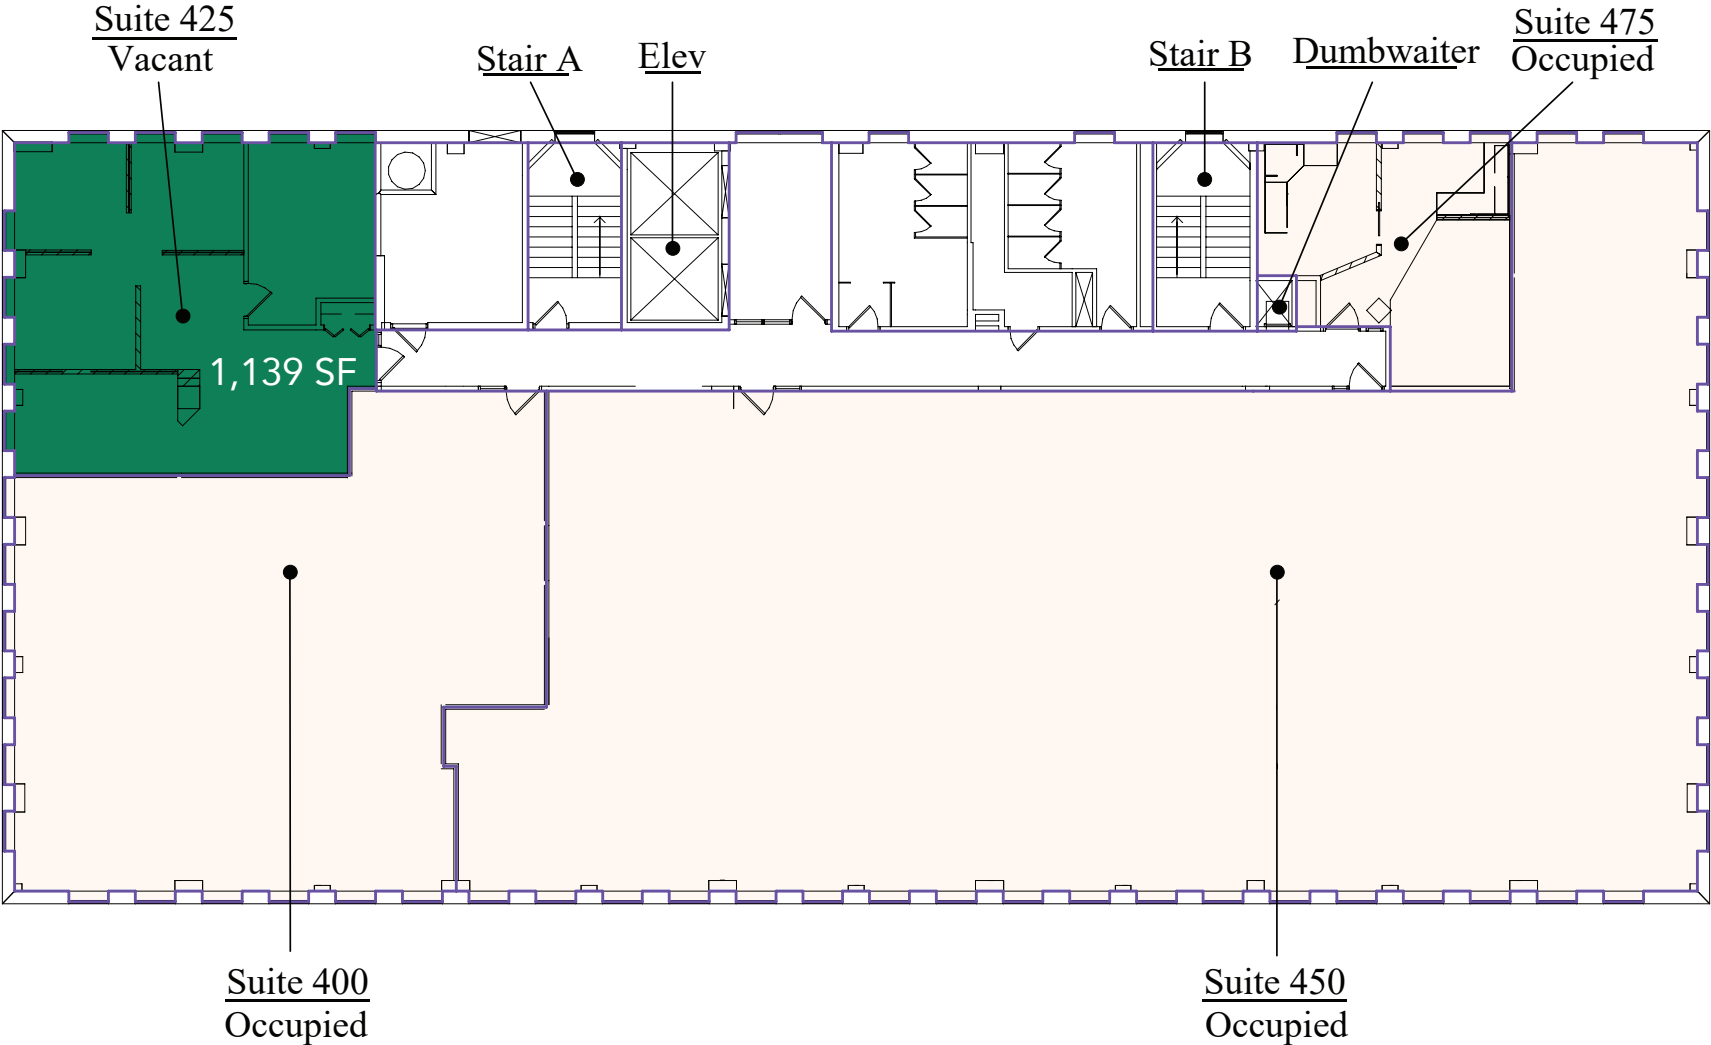 Suite 425
Vacant
Stair A
Elev
Stair B
Dumbwaiter
Suite 475
Occupied
1,139 SF
Suite 400
Occupied
Suite 450
Occupied